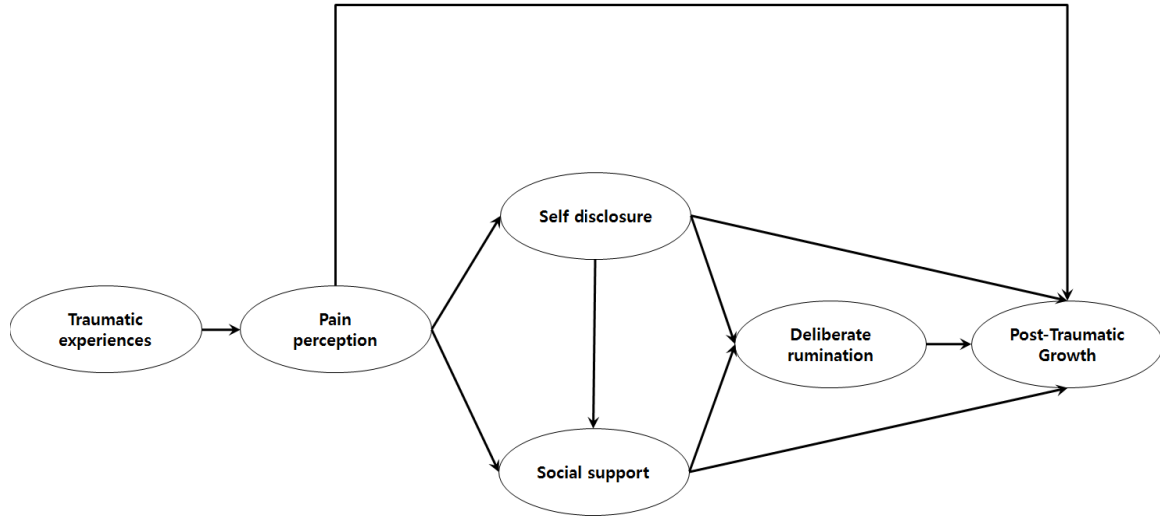 Self disclosure
Traumatic
experiences
Pain
perception
Deliberate
rumination
Post-Traumatic
Growth
Social support